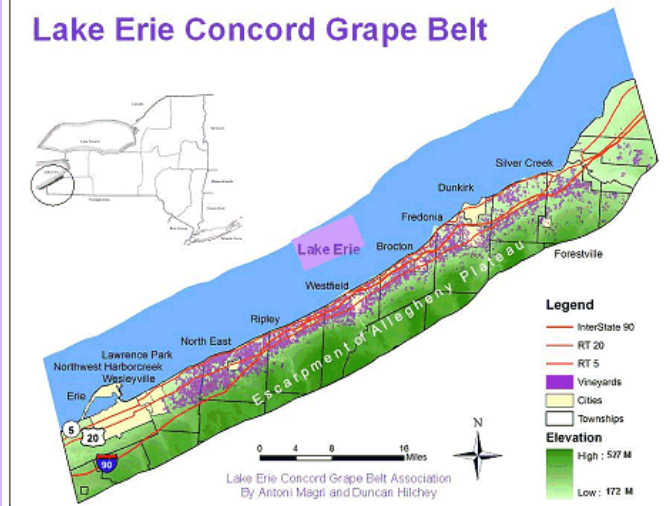 Lake Erie Concord Grape Belt
Silver Creek
Dunkirk
Fredonia
Lake Erie
Brocton
Forestville
Westfield
Ripley
North East
Lawrence Park
Northwest Harborcreek
Wesleyville
Erie
Escarpment of Allegheny Plateau
5
20
90
N
0 4 8 16
Miles
Lake Erie Concord Grape Belt Association
By Antoni Magri and Duncan Hilchey
Legend
InterState 90
RT 20
RT 5
Vineyards
Cities
Townships
Elevation
High : 527 M
Low : 172 M